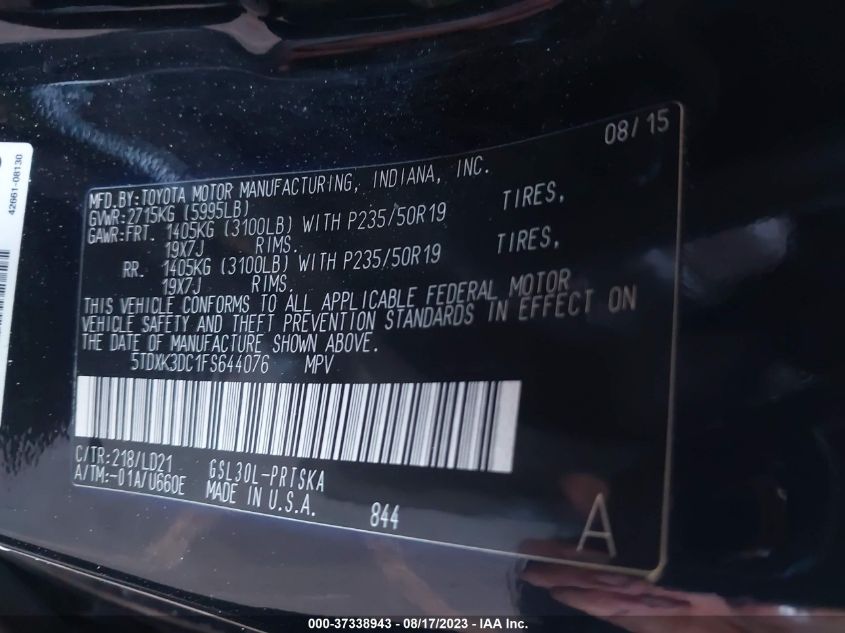 42661-08130
08/15
MFD.BY:TOYOTA MOTOR MANUFACTURING, INDIANA, INC.
GVWR:2715KG (5995LB)
GAWR:FRT. 1405KG (3100LB) WITH P235/50R19 TIRES,
19X7J RIMS.
RR. 1405KG (3100LB) WITH P235/50R19 TIRES,
19X7J RIMS.
THIS VEHICLE CONFORMS TO ALL APPLICABLE FEDERAL MOTOR
VEHICLE SAFETY AND THEFT PREVENTION STANDARDS IN EFFECT ON
THE DATE OF MANUFACTURE SHOWN ABOVE.
5TDXK3DC1FS644076 MPV
C/TR:218/LD21 GSL30L-PRTSKA
A/TM:-01A/U660E MADE IN U.S.A.
844
A
000-37338943 - 08/17/2023 - IAA Inc.